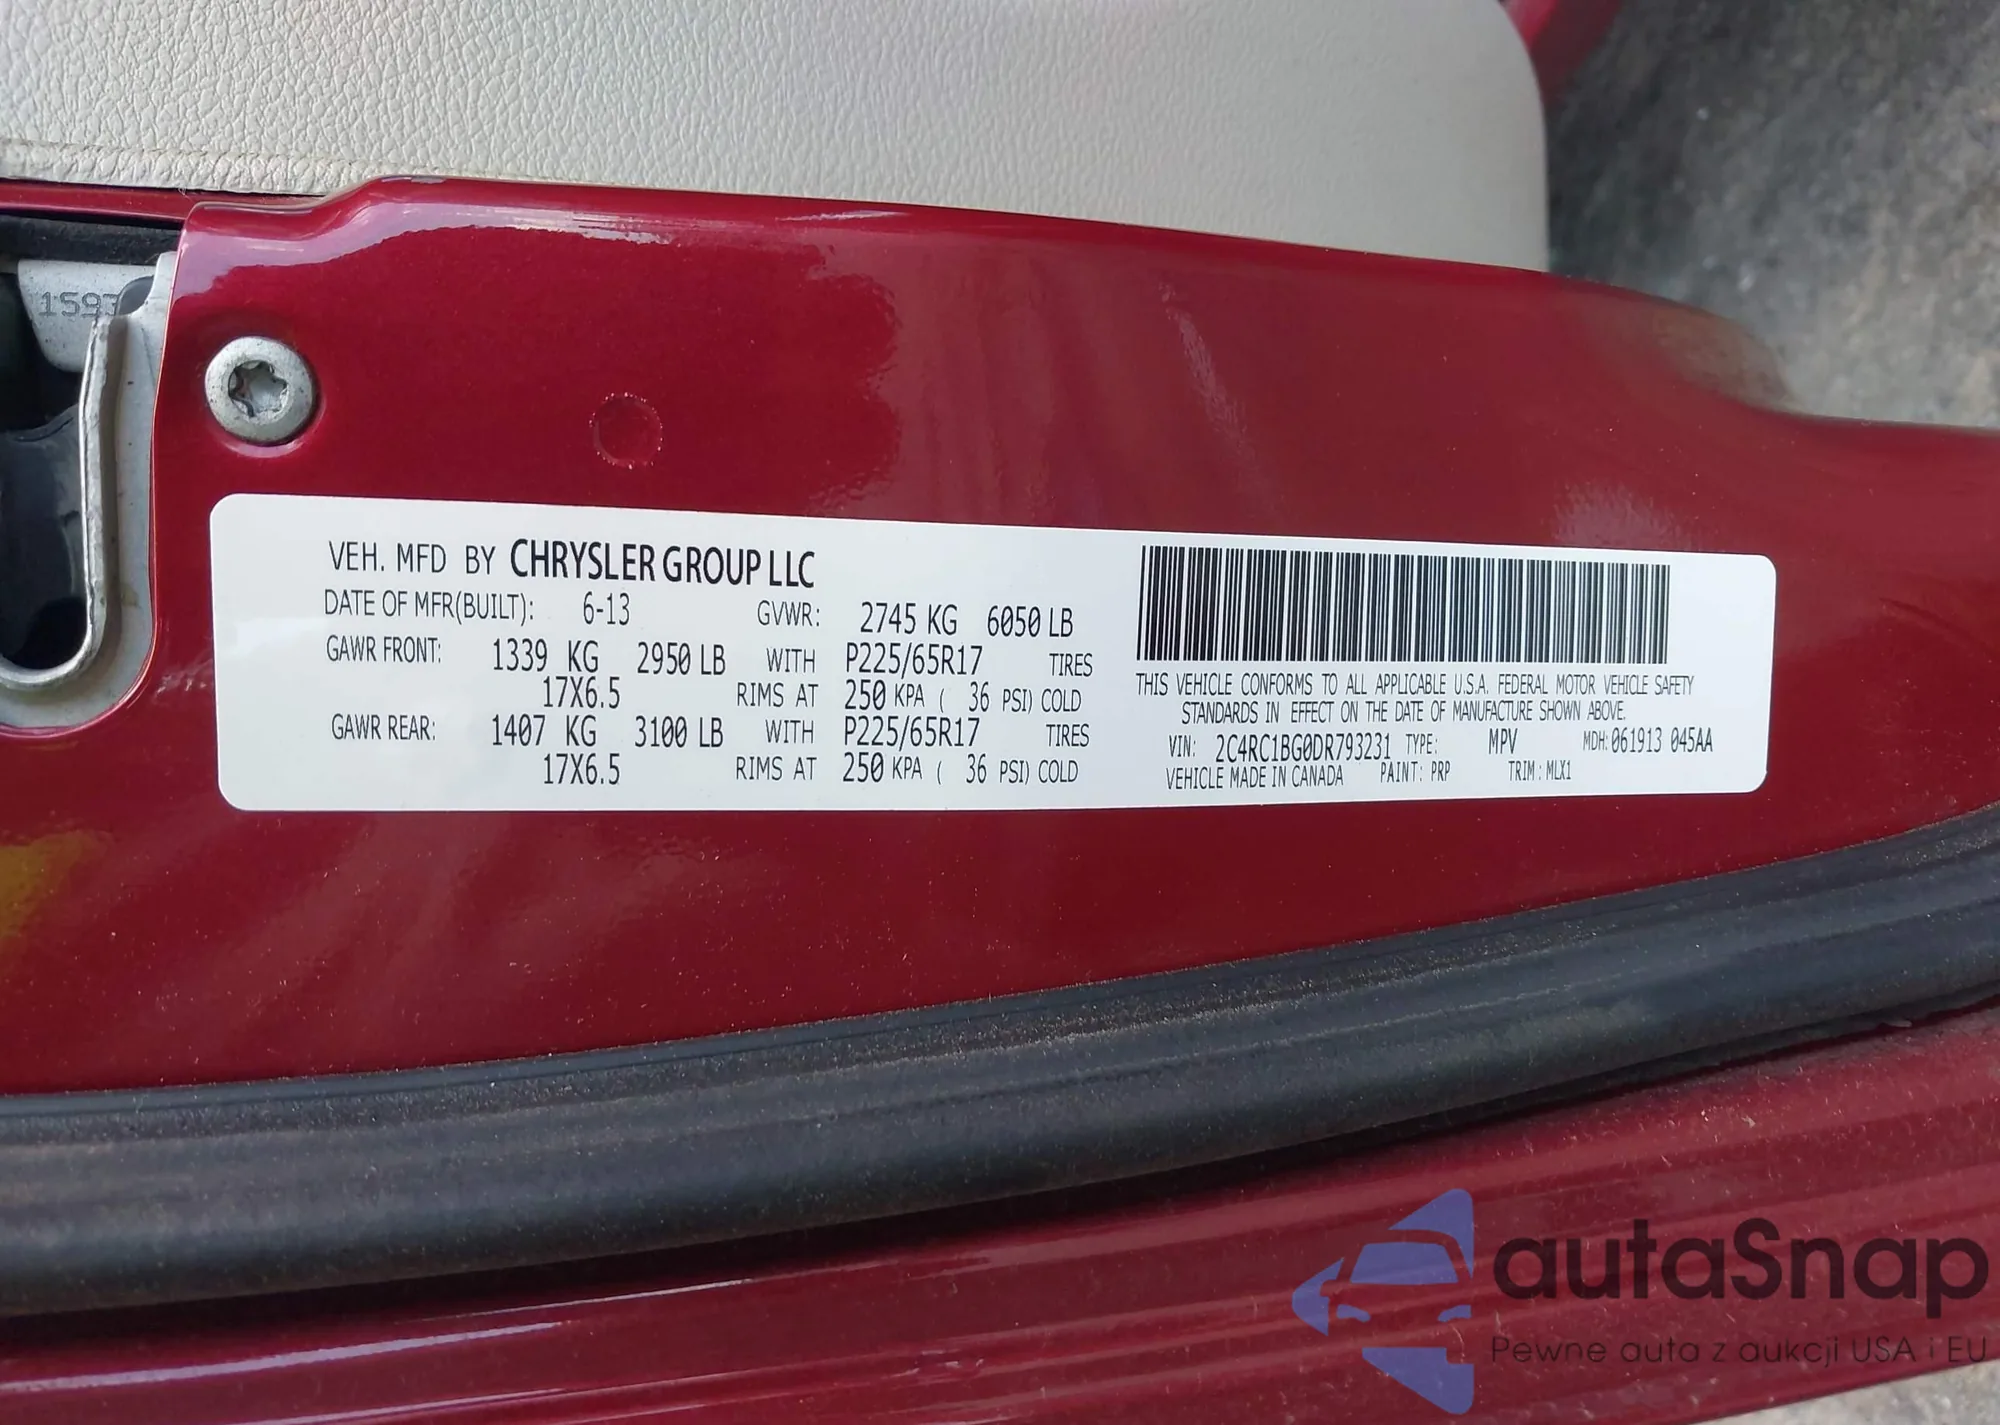 1593
VEH. MFD BY CHRYSLER GROUP LLC
DATE OF MFR(BUILT): 6-13 GVWR: 2745 KG 6050 LB
GAWR FRONT: 1339 KG 2950 LB WITH P225/65R17 TIRES
17X6.5 RIMS AT 250 KPA ( 36 PSI) COLD
GAWR REAR: 1407 KG 3100 LB WITH P225/65R17 TIRES
17X6.5 RIMS AT 250 KPA ( 36 PSI) COLD
THIS VEHICLE CONFORMS TO ALL APPLICABLE U.S.A. FEDERAL MOTOR VEHICLE SAFETY
STANDARDS IN EFFECT ON THE DATE OF MANUFACTURE SHOWN ABOVE.
VIN: 2C4RC1BG0DR793231 TYPE: MPV MDH: 061913 045AA
VEHICLE MADE IN CANADA PAINT: PRP TRIM: MLX1
autaSnap
Pewne auta z aukcji USA i EU